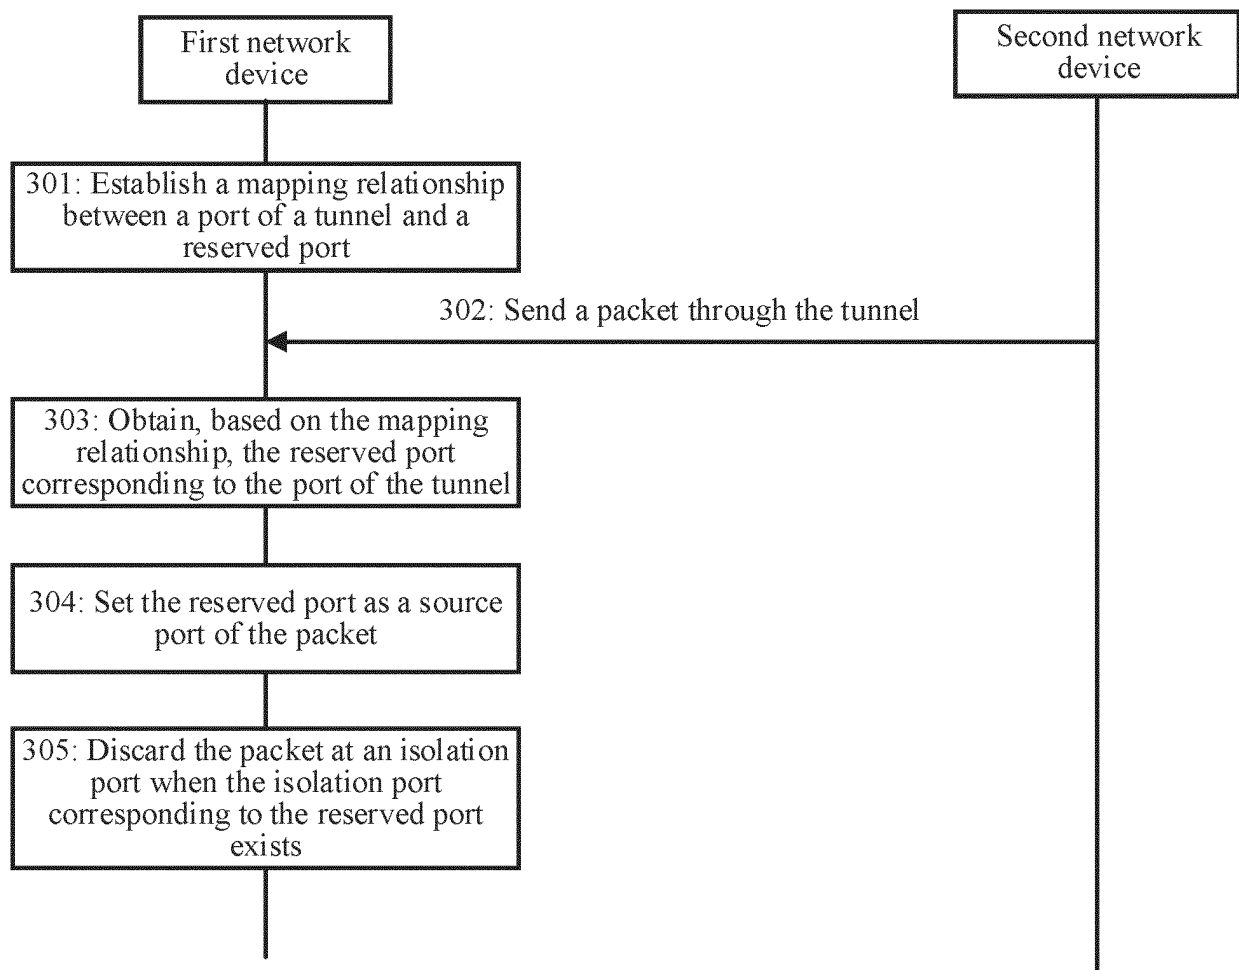 First network
device
Second network
device
301: Establish a mapping relationship
between a port of a tunnel and a
reserved port
302: Send a packet through the tunnel
303: Obtain, based on the mapping
relationship, the reserved port
corresponding to the port of the tunnel
304: Set the reserved port as a source
port of the packet
305: Discard the packet at an isolation
port when the isolation port
corresponding to the reserved port
exists